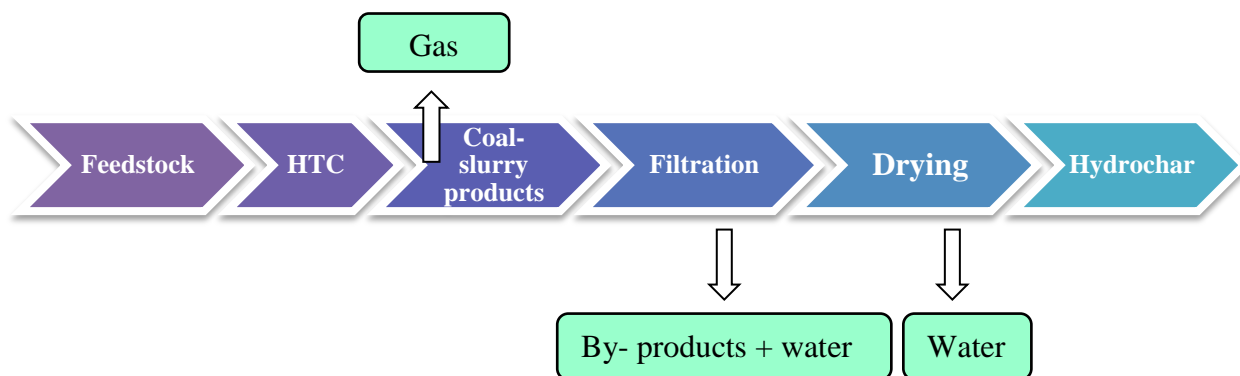 Gas
Feedstock
HTC
Coal-
slurry
products
Filtration
Drying
Hydrochar
By- products + water
Water